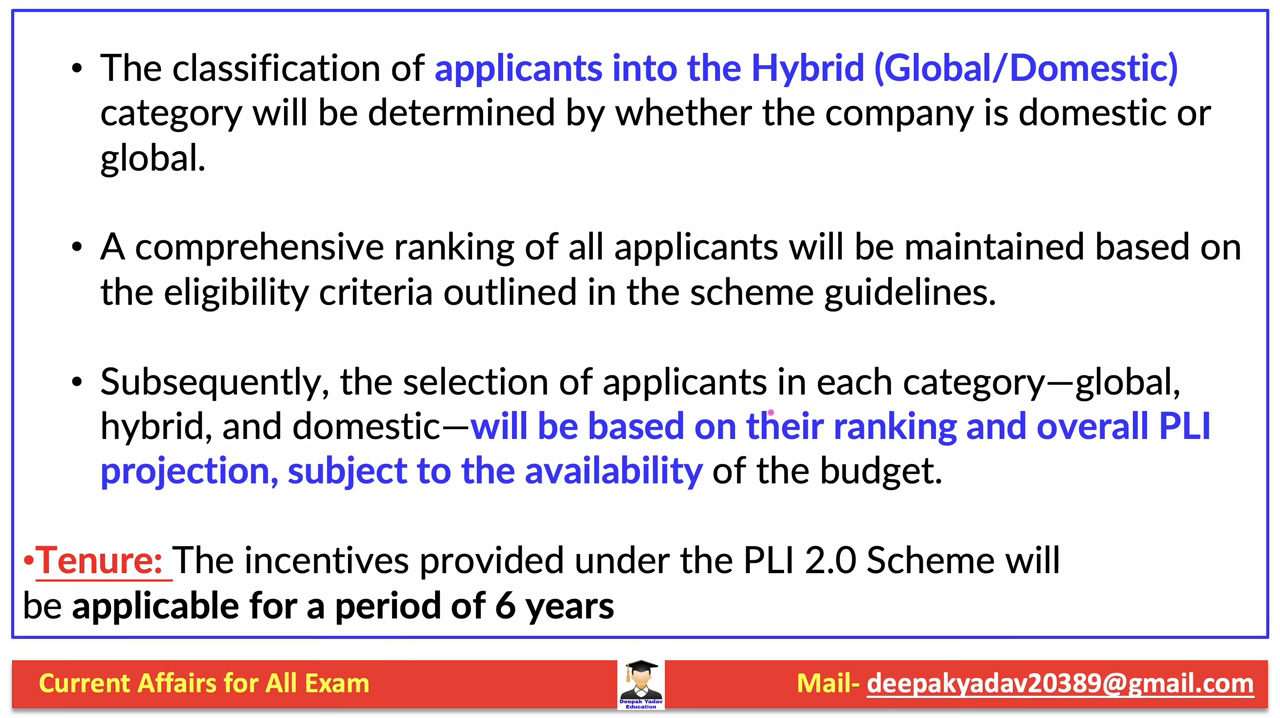 • The classification of applicants into the Hybrid (Global/Domestic)
category will be determined by whether the company is domestic or
global.
• A comprehensive ranking of all applicants will be maintained based on
the eligibility criteria outlined in the scheme guidelines.
• Subsequently, the selection of applicants in each category—global,
hybrid, and domestic—will be based on their ranking and overall PLI
projection, subject to the availability of the budget.
•Tenure: The incentives provided under the PLI 2.0 Scheme will
be applicable for a period of 6 years
Current Affairs for All Exam
Deepak Yadav
Education
Mail- deepakyadav20389@gmail.com